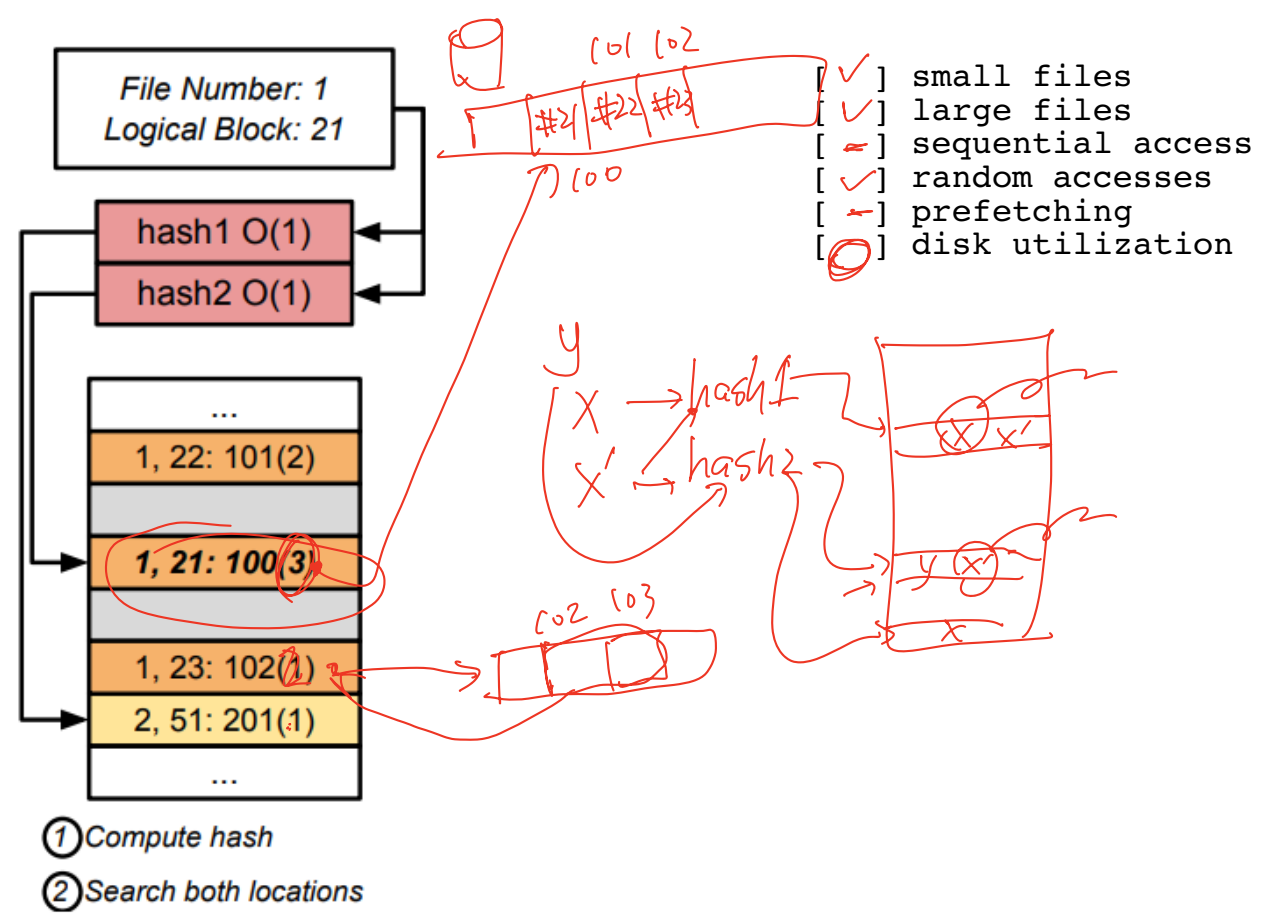 File Number: 1
Logical Block: 21
hash1 O(1)
hash2 O(1)
...
1, 22: 101(2)
1, 21: 100(3)
1, 23: 102(1)
2, 51: 201(1)
...
① Compute hash
② Search both locations
101 102
#21 #22 #23
100
[ ✓ ] small files
[ ✓ ] large files
[ - ] sequential access
[ ✓ ] random accesses
[ - ] prefetching
[ O ] disk utilization
y
x hash1
x' hash2
x x'
y x'
x
102 103